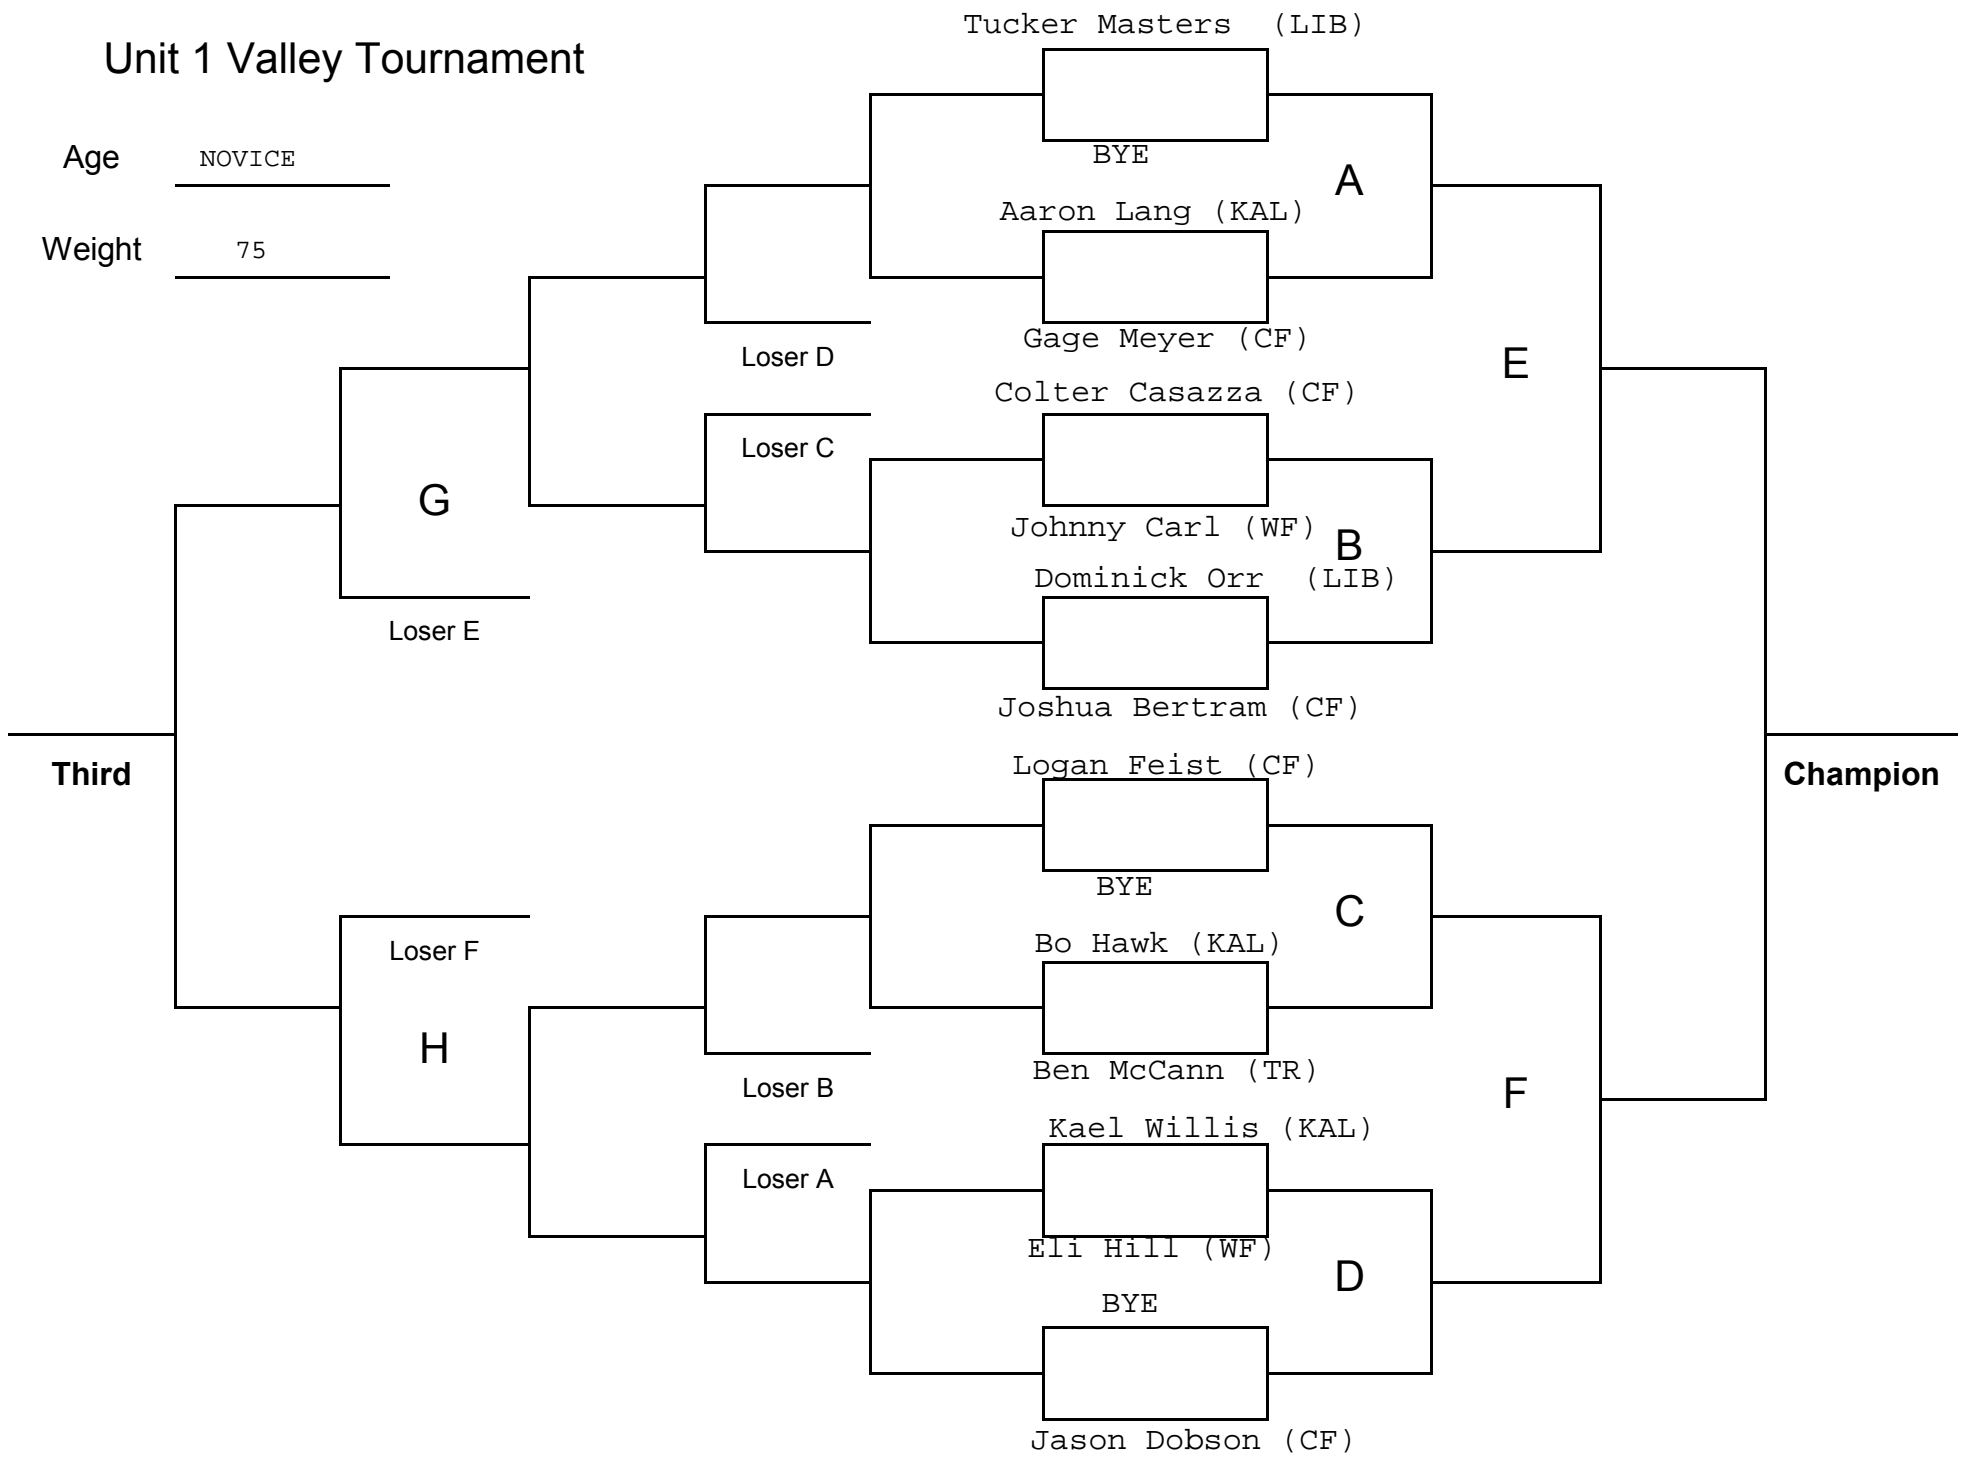 Unit 1 Valley Tournament
Age NOVICE
Weight 75
Tucker Masters (LIB)
BYE
A
Aaron Lang (KAL)
Gage Meyer (CF)
Loser D
E
Colter Casazza (CF)
Loser C
G
Johnny Carl (WF)
B
Dominick Orr (LIB)
Loser E
Joshua Bertram (CF)
Logan Feist (CF)
Third
Champion
BYE
C
Bo Hawk (KAL)
Loser F
H
Ben McCann (TR)
Loser B
F
Kael Willis (KAL)
Loser A
Eli Hill (WF)
D
BYE
Jason Dobson (CF)